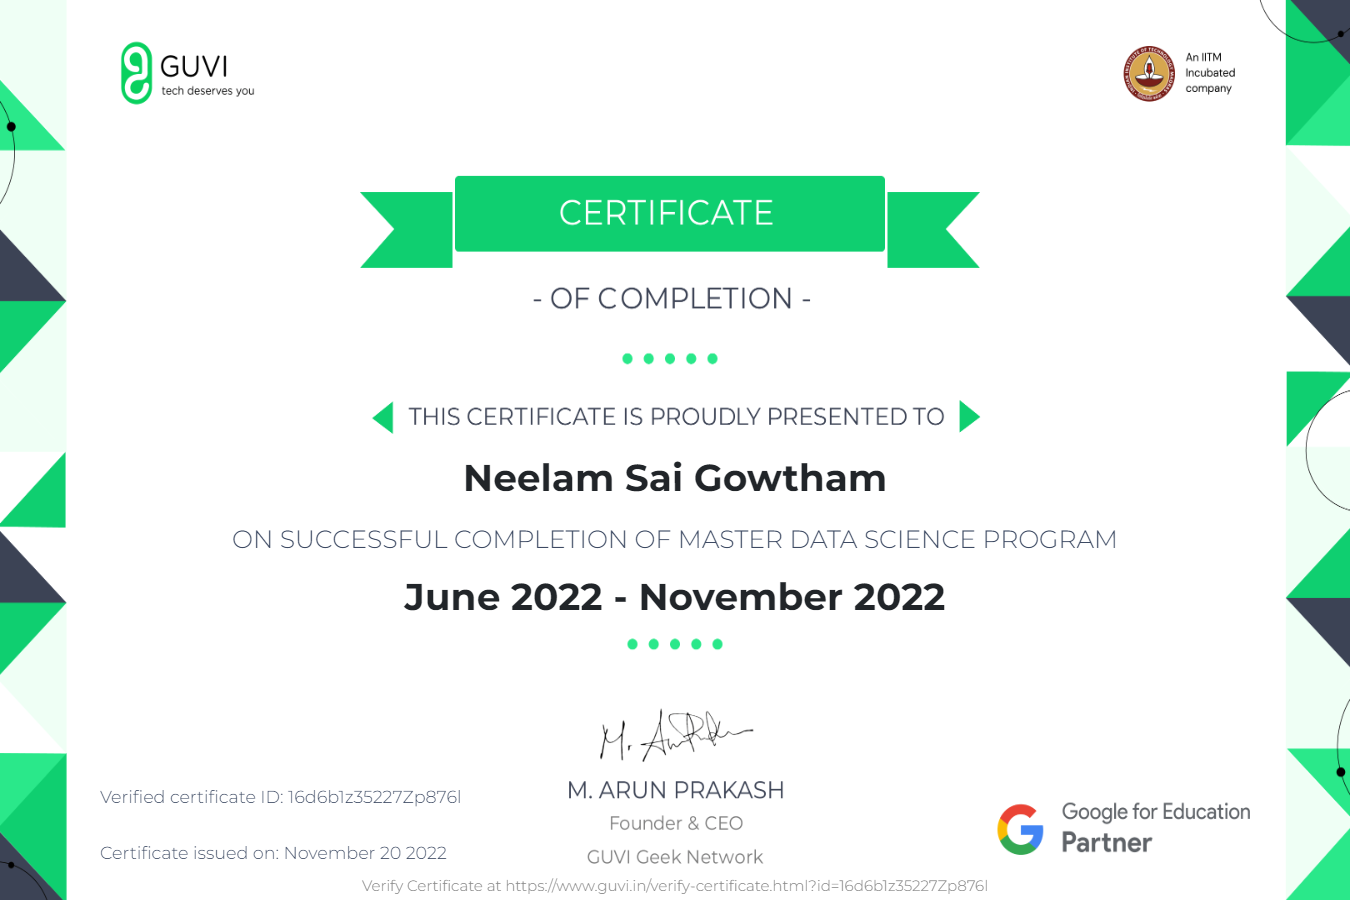 GUVI
tech deserves you
An IITM
Incubated
company
CERTIFICATE
- OF COMPLETION -
THIS CERTIFICATE IS PROUDLY PRESENTED TO
Neelam Sai Gowtham
ON SUCCESSFUL COMPLETION OF MASTER DATA SCIENCE PROGRAM
June 2022 - November 2022
M. ARUN PRAKASH
Founder & CEO
GUVI Geek Network
Verified certificate ID: 16d6b1z35227Zp876l
Certificate issued on: November 20 2022
Google for Education
Partner
Verify Certificate at https://www.guvi.in/verify-certificate.html?id=16d6b1z35227Zp876l